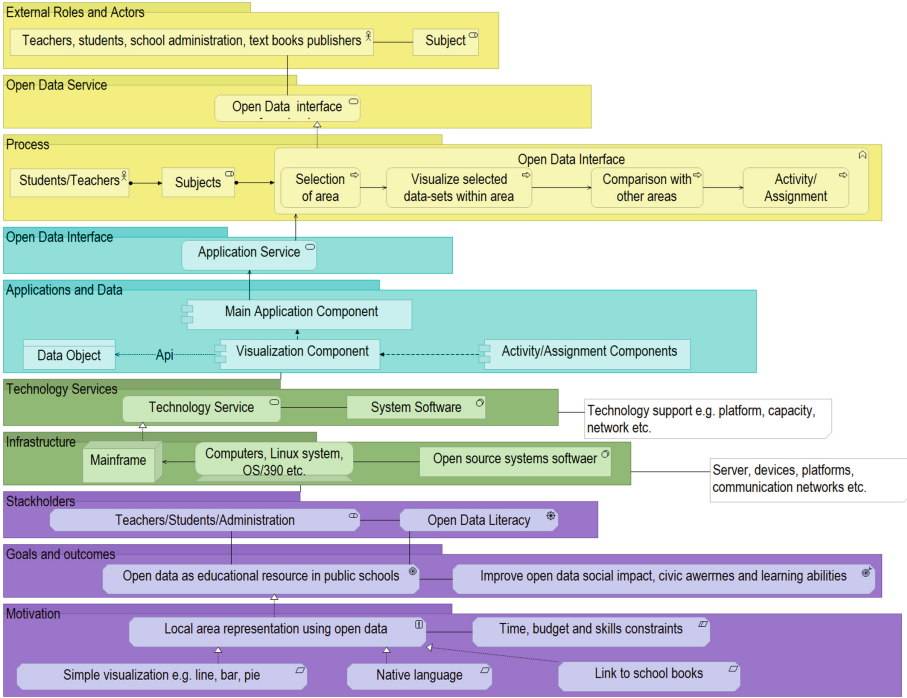 External Roles and Actors
Teachers, students, school administration, text books publishers
Subject
Open Data Service
Open Data interface
Process
Open Data Interface
Students/Teachers
Subjects
Selection
of area
Visualize selected
data-sets within area
Comparison with
other areas
Activity/
Assignment
Open Data Interface
Application Service
Applications and Data
Main Application Component
Data Object
Api
Visualization Component
Activity/Assignment Components
Technology Services
Technology Service
System Software
Technology support e.g. platform, capacity,
network etc.
Infrastructure
Mainframe
Computers, Linux system,
OS/390 etc.
Open source systems softwaer
Server, devices, platforms,
communication networks etc.
Stackholders
Teachers/Students/Administration
Open Data Literacy
Goals and outcomes
Open data as educational resource in public schools
Improve open data social impact, civic awernes and learning abilities
Motivation
Local area representation using open data
Time, budget and skills constraints
Simple visualization e.g. line, bar, pie
Native language
Link to school books